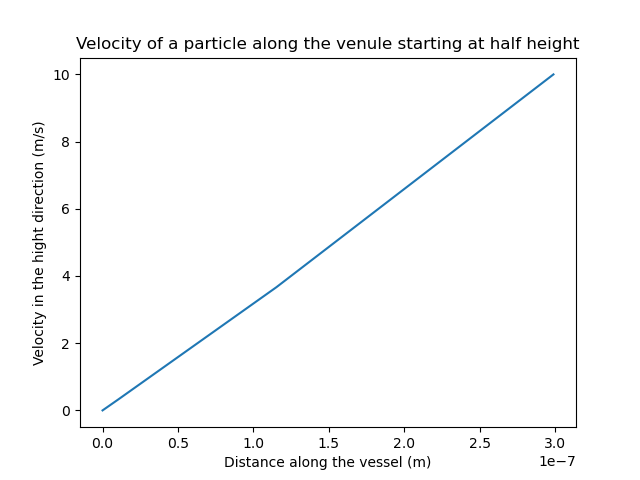 Velocity of a particle along the venule starting at half height
10
8
6
4
2
0
Velocity in the hight direction (m/s)
0.0 0.5 1.0 1.5 2.0 2.5 3.0
1e−7
Distance along the vessel (m)